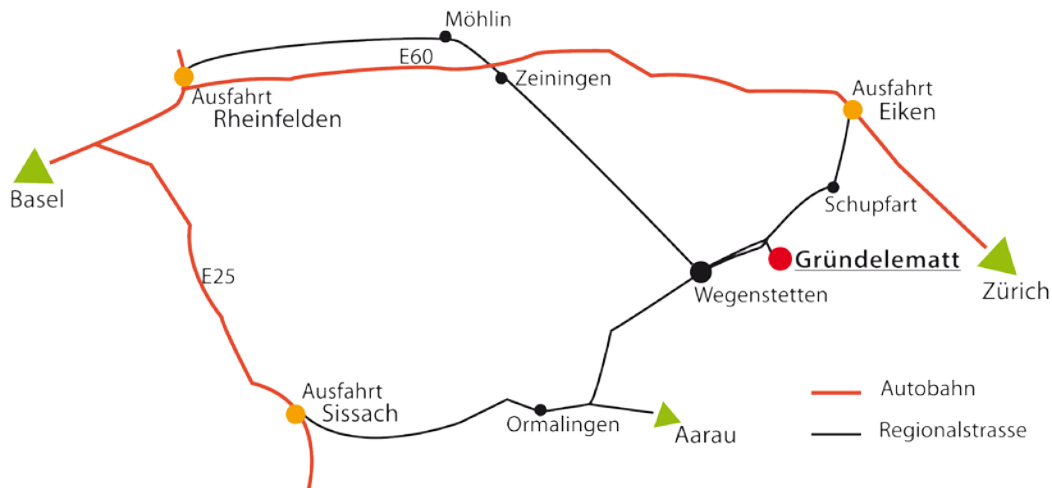 Möhlin
E60
Zeiningen
Ausfahrt
Rheinfelden
Ausfahrt
Eiken
Basel
Schupfart
E25
Gründelematt
Wegenstetten
Zürich
Ausfahrt
Sissach
Ormalingen
Aarau
Autobahn
Regionalstrasse